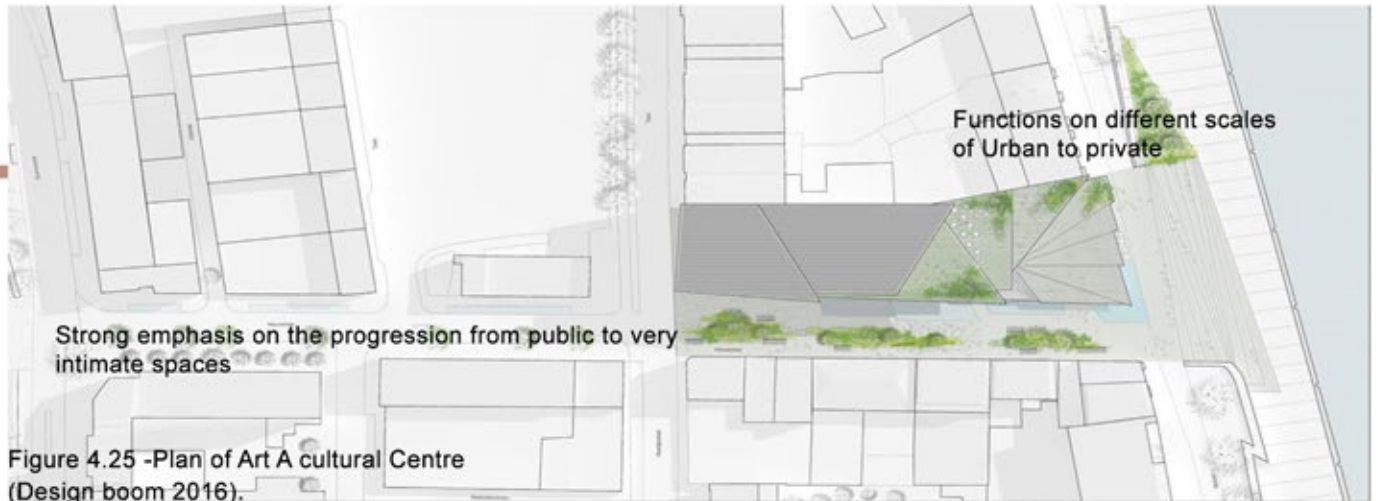 Functions on different scales
of Urban to private
Strong emphasis on the progression from public to very
intimate spaces
Figure 4.25 -Plan of Art A cultural Centre
(Design boom 2016).